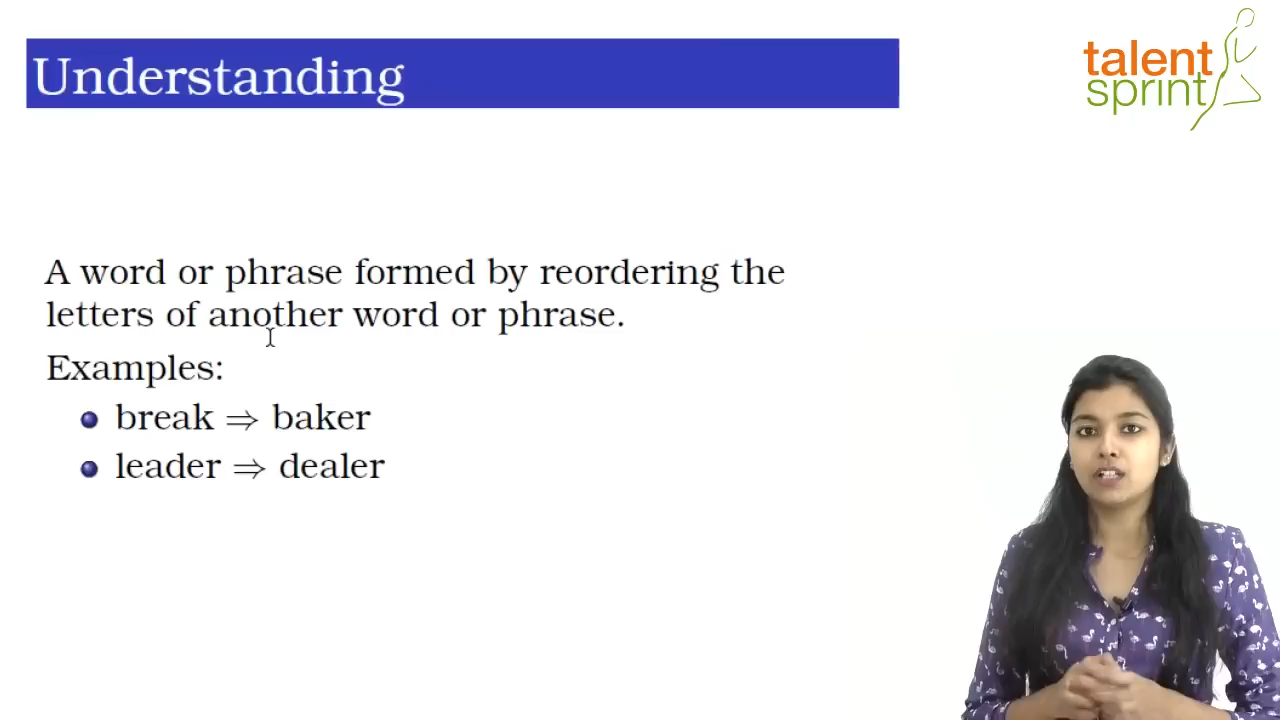 Understanding
talent
sprint
A word or phrase formed by reordering the
letters of another word or phrase.
Examples:
break ⇒ baker
leader ⇒ dealer